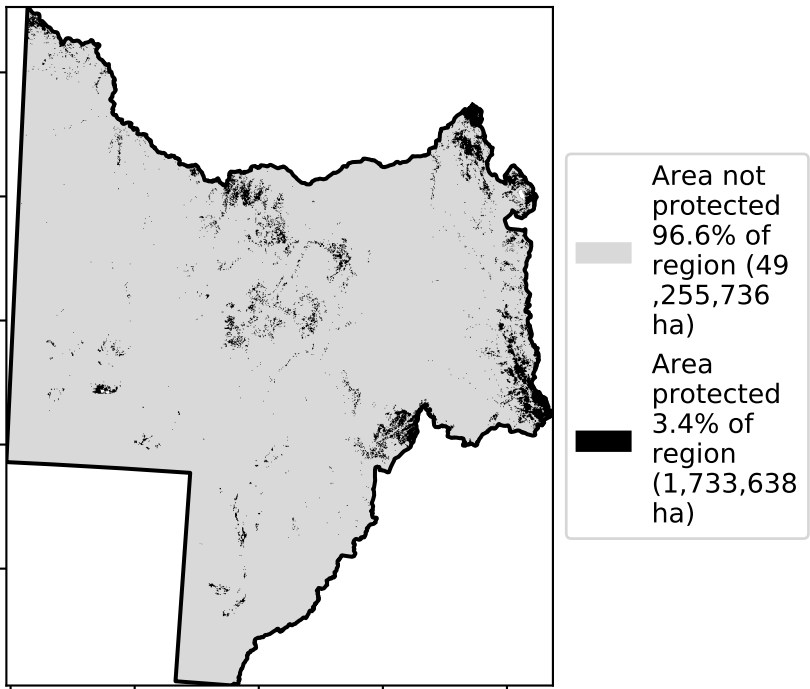 Area not
protected
96.6% of
region (49
,255,736
ha)
Area
protected
3.4% of
region
(1,733,638
ha)